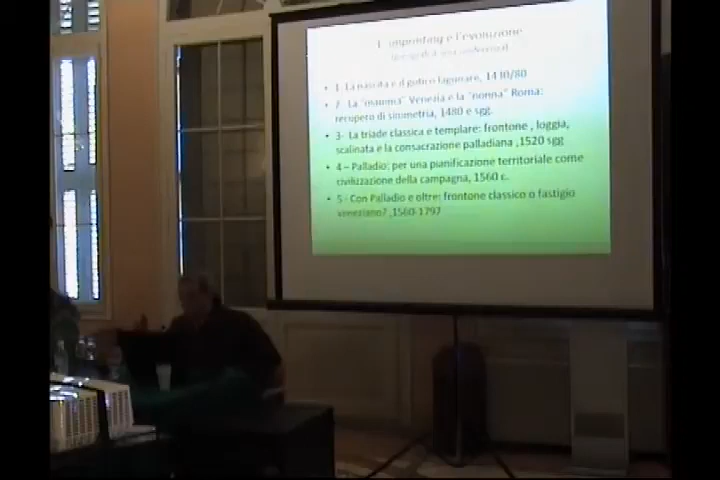 L'imprinting e l'evoluzione
• 1- La nascita e il gotico lagunare, 1430/80
• 2- La "mamma" Venezia e la "nonna" Roma:
recupero di simmetria, 1480 e sgg.
• 3- La triade classica e templare: frontone , loggia,
scalinata e la consacrazione palladiana ,1520 sgg
• 4 – Palladio: per una pianificazione territoriale come
civilizzazione della campagna, 1560 c.
• 5 - Con Palladio e oltre: frontone classico o fastigio
veneziano? ,1560-1797